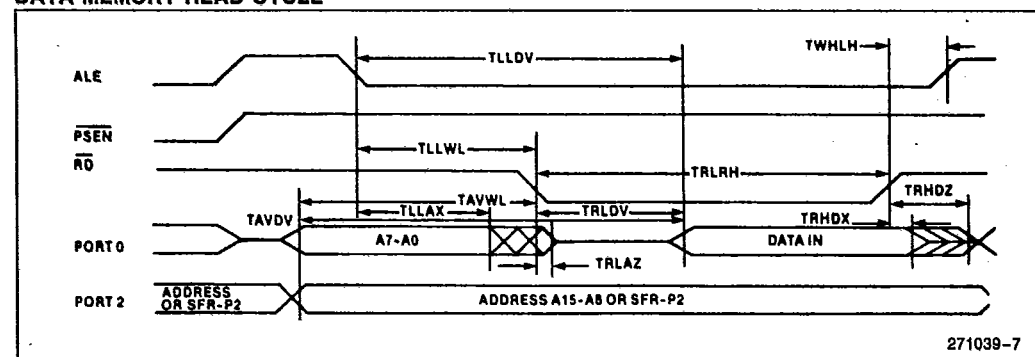 DATA MEMORY READ CYCLE
TWHLH
TLLDV
ALE
PSEN
TLLWL
RD
TRLRH
TAVWL
TRHDZ
TAVDV
TLLAX
TRLDV
TRHDX
PORT 0
A7-A0
DATA IN
TRLAZ
PORT 2
ADDRESS
OR SFR-P2
ADDRESS A15-A8 OR SFR-P2
271039-7